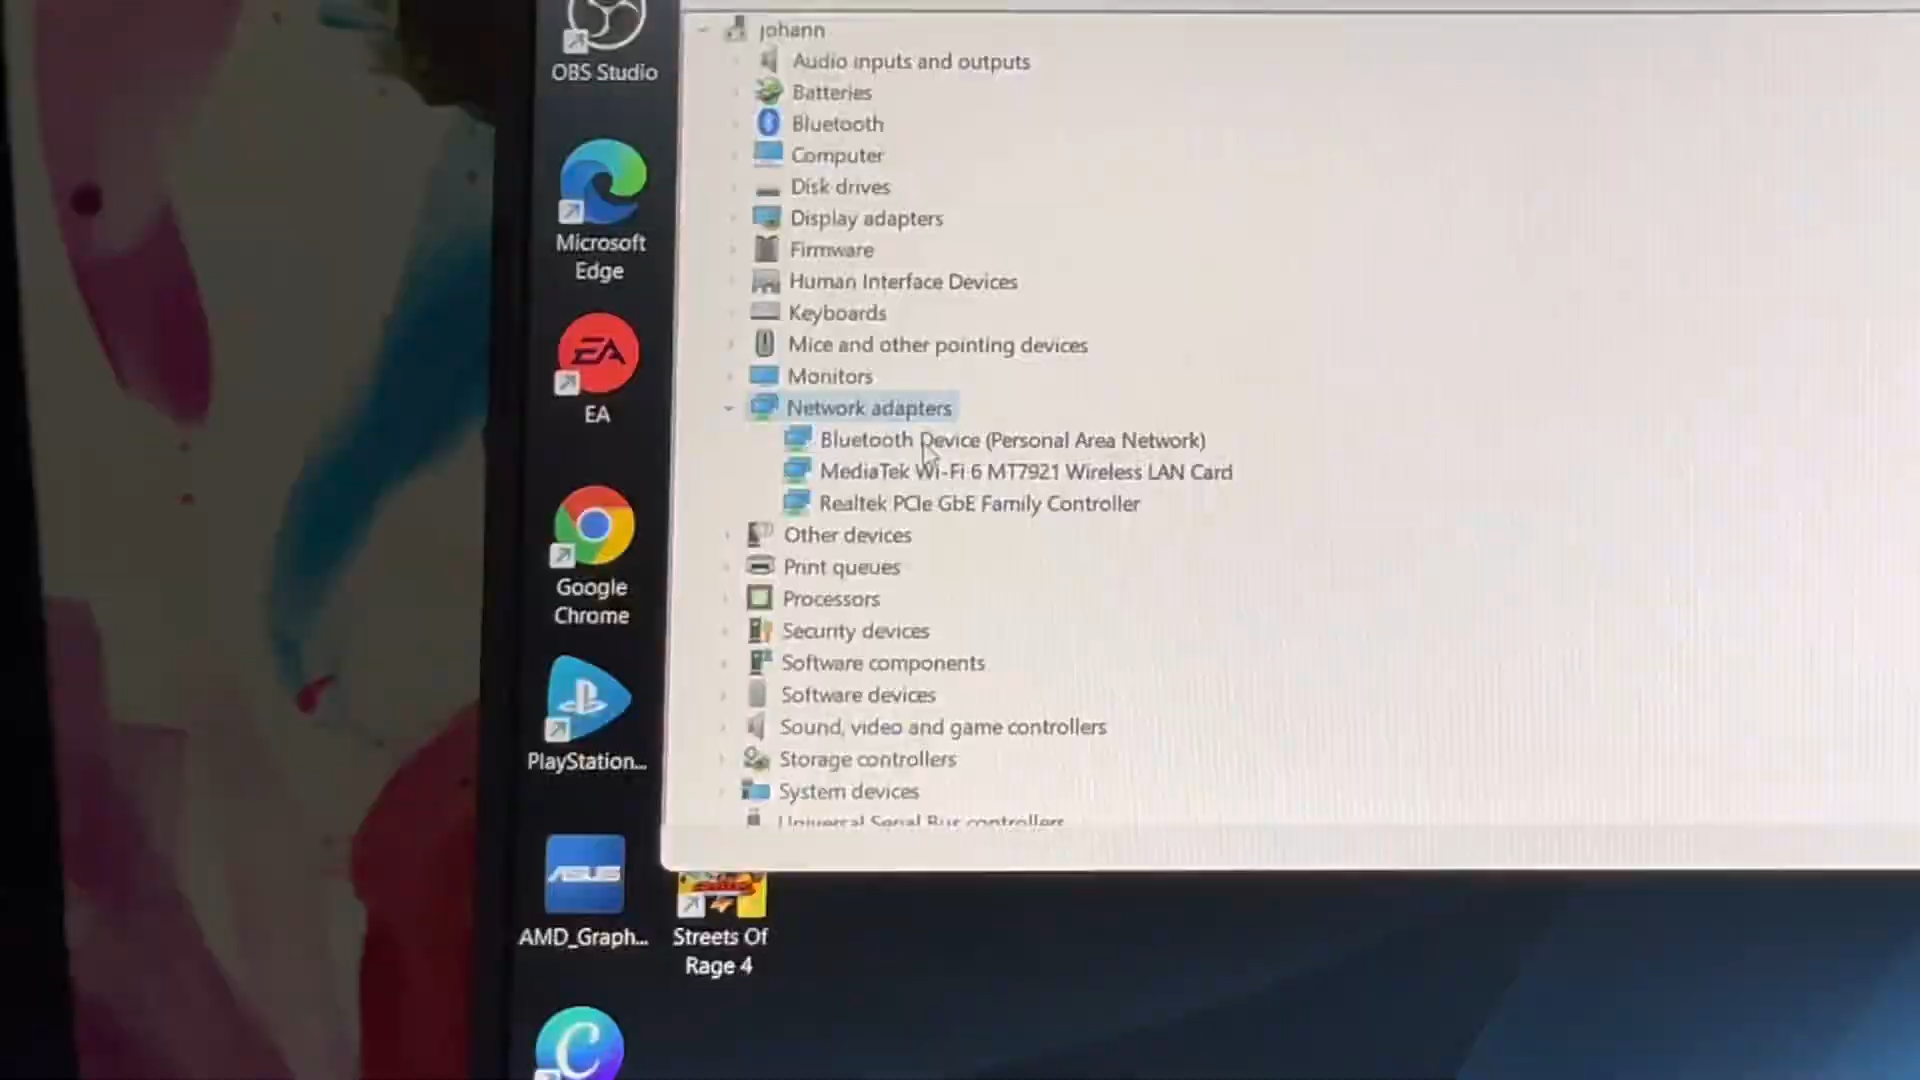 johann
Audio inputs and outputs
Batteries
Bluetooth
Computer
Disk drives
Display adapters
Firmware
Human Interface Devices
Keyboards
Mice and other pointing devices
Monitors
Network adapters
Bluetooth Device (Personal Area Network)
MediaTek Wi-Fi 6 MT7921 Wireless LAN Card
Realtek PCIe GbE Family Controller
Other devices
Print queues
Processors
Security devices
Software components
Software devices
Sound, video and game controllers
Storage controllers
System devices
Universal Serial Bus controllers
OBS Studio
Microsoft
Edge
EA
EA
Google
Chrome
PlayStation...
ASUS
AMD_Graph...
Streets Of
Rage 4
C